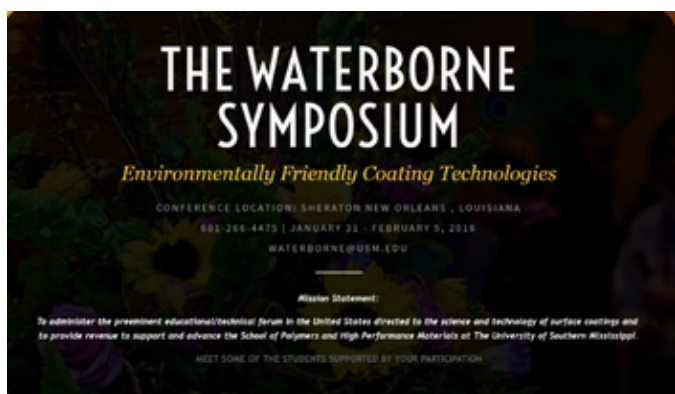 THE WATERBORNE
SYMPOSIUM
Environmentally Friendly Coating Technologies
CONFERENCE LOCATION: SHERATON NEW ORLEANS , LOUISIANA
601-266-4475 | JANUARY 31 - FEBRUARY 5, 2016
WATERBORNE@USM.EDU
Mission Statement:
To administer the preeminent educational/technical forum in the United States directed to the science and technology of surface coatings and
to provide revenue to support and advance the School of Polymers and High Performance Materials at The University of Southern Mississippi.
MEET SOME OF THE STUDENTS SUPPORTED BY YOUR PARTICIPATION